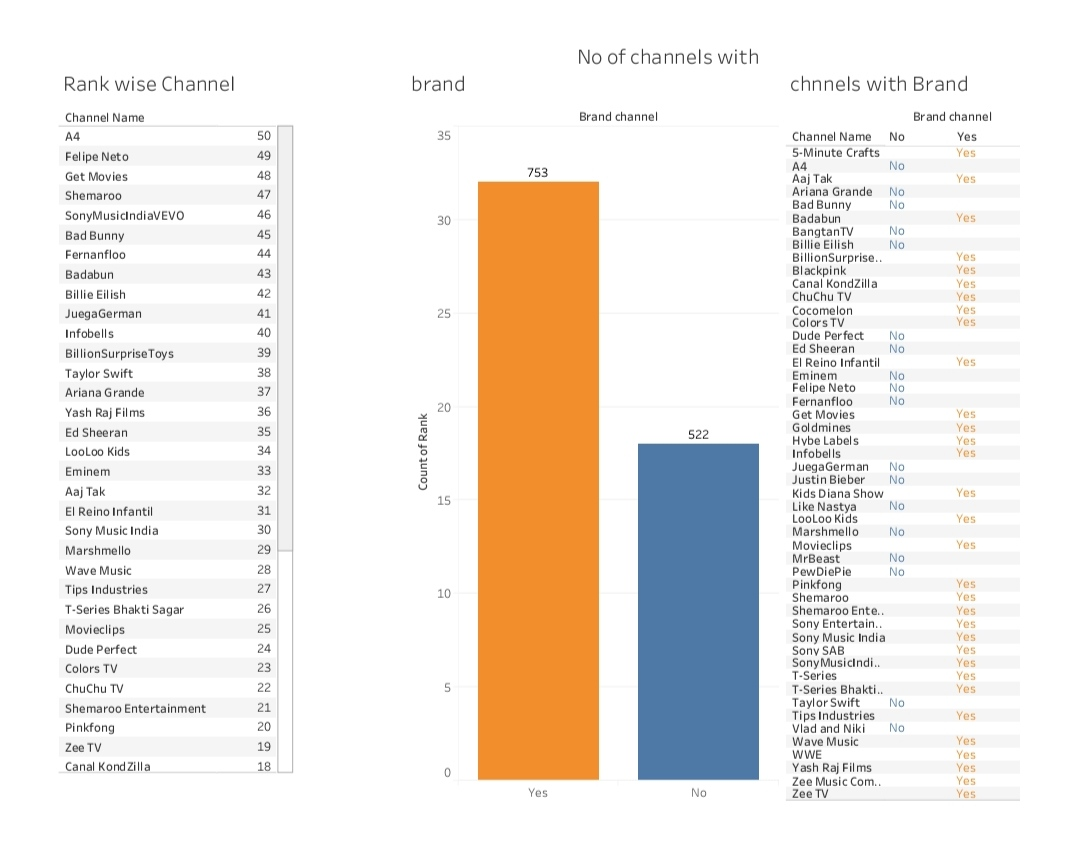 Rank wise Channel
Channel Name
A4 50
Felipe Neto 49
Get Movies 48
Shemaroo 47
SonyMusicIndiaVEVO 46
Bad Bunny 45
Fernanfloo 44
Badabun 43
Billie Eilish 42
JuegaGerman 41
Infobells 40
BillionSurpriseToys 39
Taylor Swift 38
Ariana Grande 37
Yash Raj Films 36
Ed Sheeran 35
LooLoo Kids 34
Eminem 33
Aaj Tak 32
El Reino Infantil 31
Sony Music India 30
Marshmello 29
Wave Music 28
Tips Industries 27
T-Series Bhakti Sagar 26
Movieclips 25
Dude Perfect 24
Colors TV 23
ChuChu TV 22
Shemaroo Entertainment 21
Pinkfong 20
Zee TV 19
Canal KondZilla 18
No of channels with
brand
Brand channel
Count of Rank
35
30
25
20
15
10
5
0
753
522
Yes No
chnnels with Brand
Brand channel
Channel Name No Yes
5-Minute Crafts Yes
A4 No
Aaj Tak Yes
Ariana Grande No
Bad Bunny No
Badabun Yes
BangtanTV No
Billie Eilish No
BillionSurprise.. Yes
Blackpink Yes
Canal KondZilla Yes
ChuChu TV Yes
Cocomelon Yes
Colors TV Yes
Dude Perfect No
Ed Sheeran No
El Reino Infantil Yes
Eminem No
Felipe Neto No
Fernanfloo No
Get Movies Yes
Goldmines Yes
Hybe Labels Yes
Infobells Yes
JuegaGerman No
Justin Bieber No
Kids Diana Show Yes
Like Nastya No
LooLoo Kids Yes
Marshmello No
Movieclips Yes
MrBeast No
PewDiePie No
Pinkfong Yes
Shemaroo Yes
Shemaroo Ente.. Yes
Sony Entertain.. Yes
Sony Music India Yes
Sony SAB Yes
SonyMusicIndi.. Yes
T-Series Yes
T-Series Bhakti.. Yes
Taylor Swift No
Tips Industries Yes
Vlad and Niki No
Wave Music Yes
WWE Yes
Yash Raj Films Yes
Zee Music Com.. Yes
Zee TV Yes